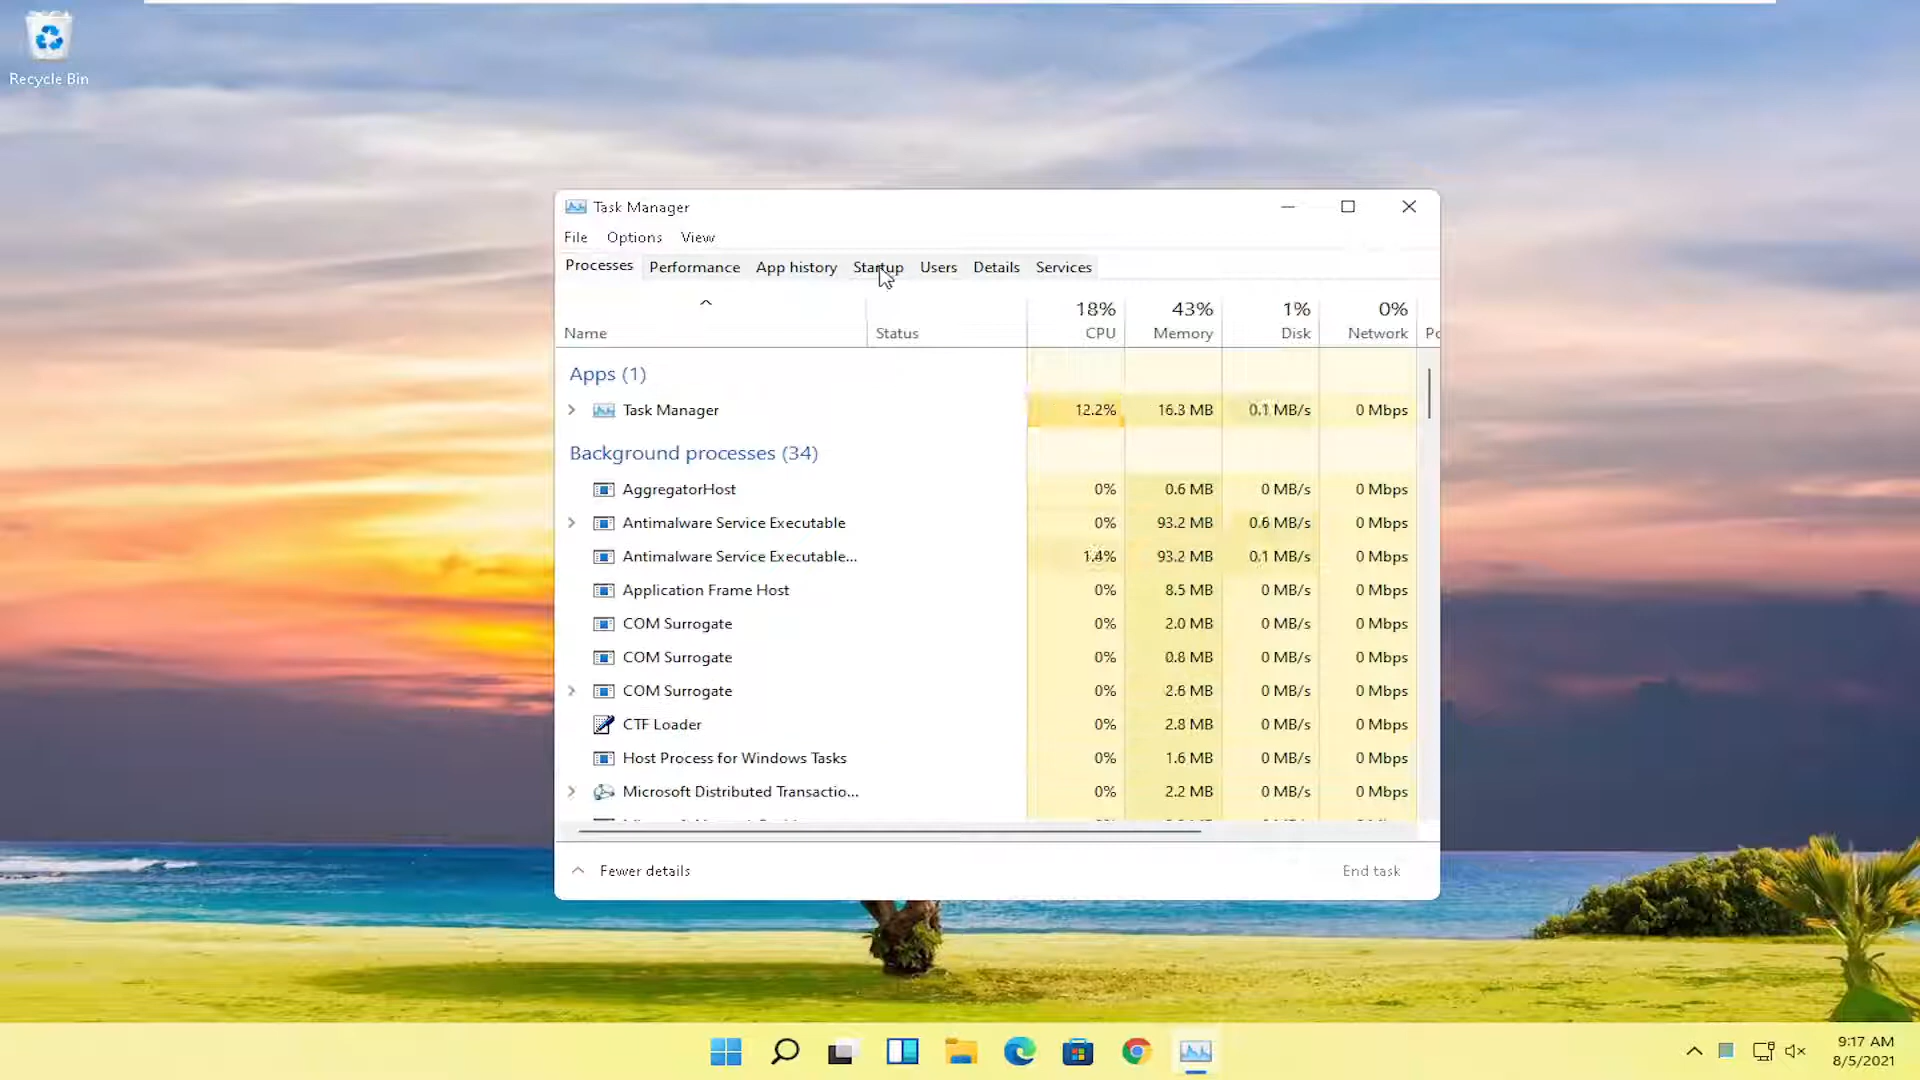 Recycle Bin
Task Manager
File Options View
Processes Performance App history Startup Users Details Services
18% 43% 1% 0%
Name Status CPU Memory Disk Network Po
Apps (1)
Task Manager 12.2% 16.3 MB 0.1 MB/s 0 Mbps
Background processes (34)
AggregatorHost 0% 0.6 MB 0 MB/s 0 Mbps
Antimalware Service Executable 0% 93.2 MB 0.6 MB/s 0 Mbps
Antimalware Service Executable... 1.4% 93.2 MB 0.1 MB/s 0 Mbps
Application Frame Host 0% 8.5 MB 0 MB/s 0 Mbps
COM Surrogate 0% 2.0 MB 0 MB/s 0 Mbps
COM Surrogate 0% 0.8 MB 0 MB/s 0 Mbps
COM Surrogate 0% 2.6 MB 0 MB/s 0 Mbps
CTF Loader 0% 2.8 MB 0 MB/s 0 Mbps
Host Process for Windows Tasks 0% 1.6 MB 0 MB/s 0 Mbps
Microsoft Distributed Transactio... 0% 2.2 MB 0 MB/s 0 Mbps
Fewer details End task
9:17 AM
8/5/2021